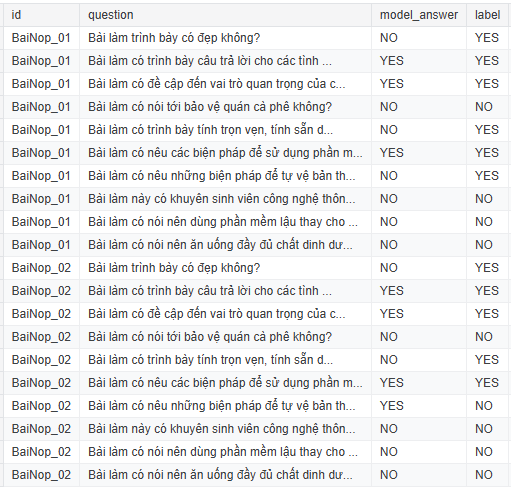 id question model_answer label
BaiNop_01 Bài làm trình bày có đẹp không? NO YES
BaiNop_01 Bài làm có trình bày câu trả lời cho các tình ... YES YES
BaiNop_01 Bài làm có đề cập đến vai trò quan trọng của c... YES YES
BaiNop_01 Bài làm có nói tới bảo vệ quán cà phê không? NO NO
BaiNop_01 Bài làm có trình bày tính trọn vẹn, tính sẵn d... NO YES
BaiNop_01 Bài làm có nêu các biện pháp để sử dụng phần m... YES YES
BaiNop_01 Bài làm có nêu những biện pháp để tự vệ bản th... NO YES
BaiNop_01 Bài làm này có khuyên sinh viên công nghệ thôn... NO NO
BaiNop_01 Bài làm có nói nên dùng phần mềm lậu thay cho ... NO NO
BaiNop_01 Bài làm có nói nên ăn uống đầy đủ chất dinh dư... NO NO
BaiNop_02 Bài làm trình bày có đẹp không? NO YES
BaiNop_02 Bài làm có trình bày câu trả lời cho các tình ... YES YES
BaiNop_02 Bài làm có đề cập đến vai trò quan trọng của c... YES YES
BaiNop_02 Bài làm có nói tới bảo vệ quán cà phê không? NO NO
BaiNop_02 Bài làm có trình bày tính trọn vẹn, tính sẵn d... NO YES
BaiNop_02 Bài làm có nêu các biện pháp để sử dụng phần m... YES YES
BaiNop_02 Bài làm có nêu những biện pháp để tự vệ bản th... YES NO
BaiNop_02 Bài làm này có khuyên sinh viên công nghệ thôn... NO NO
BaiNop_02 Bài làm có nói nên dùng phần mềm lậu thay cho ... NO NO
BaiNop_02 Bài làm có nói nên ăn uống đầy đủ chất dinh dư... NO NO